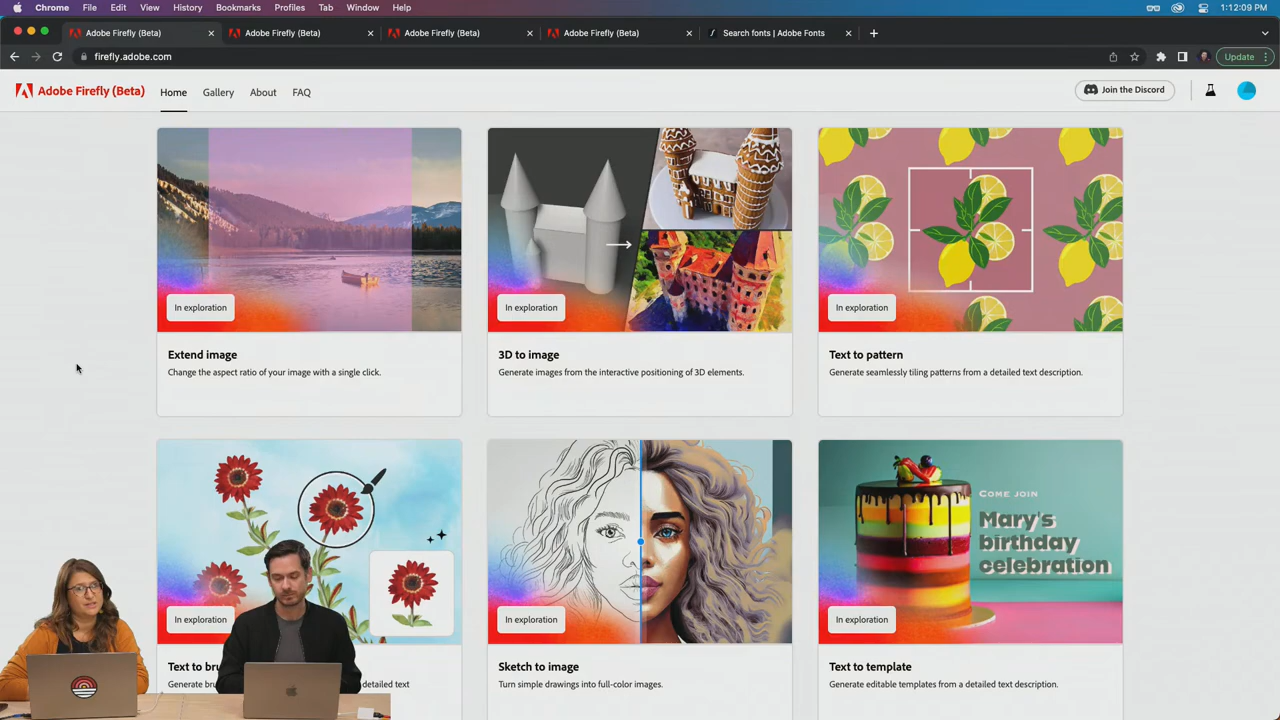 Chrome File Edit View History Bookmarks Profiles Tab Window Help 1:12:09 PM
Adobe Firefly (Beta) Adobe Firefly (Beta) Adobe Firefly (Beta) Adobe Firefly (Beta) Search fonts | Adobe Fonts
firefly.adobe.com Update
Adobe Firefly (Beta) Home Gallery About FAQ Join the Discord
In exploration
Extend image
Change the aspect ratio of your image with a single click.
In exploration
3D to image
Generate images from the interactive positioning of 3D elements.
In exploration
Text to pattern
Generate seamlessly tiling patterns from a detailed text description.
In exploration
Text to bru
Generate bru
detailed text
In exploration
Sketch to image
Turn simple drawings into full-color images.
COME JOIN
Mary's
birthday
celebration
In exploration
Text to template
Generate editable templates from a detailed text description.